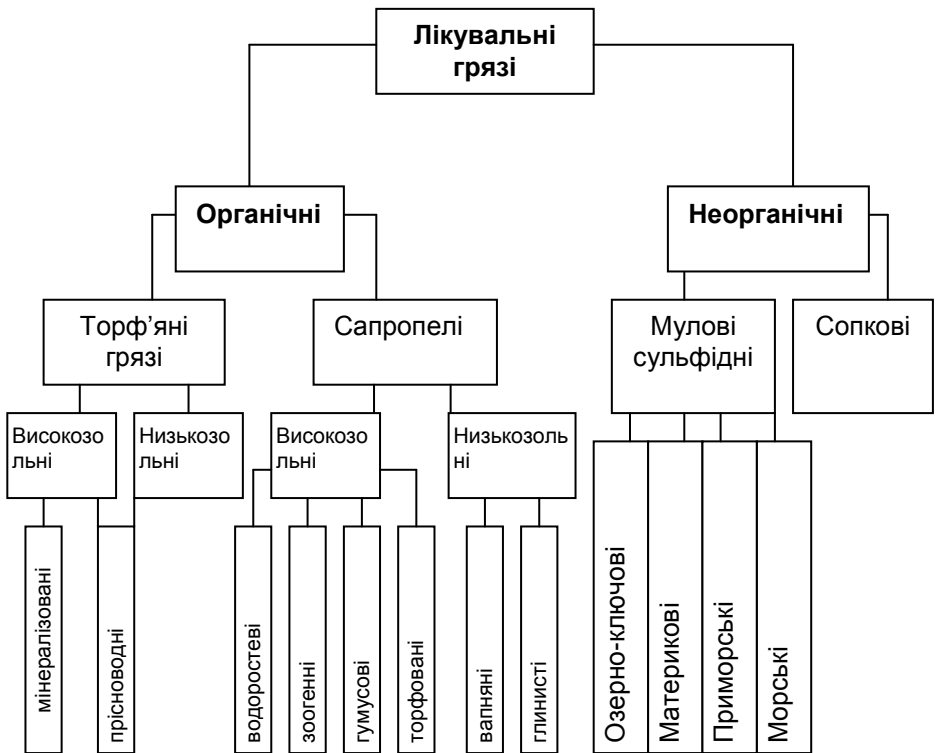 Лікувальні
грязі
Органічні
Неорганічні
Торф’яні
грязі
Сапропелі
Мулові
сульфідні
Сопкові
Високозо
льні
Низькозо
льні
Високозо
льні
Низькозоль
ні
мінералізовані
прісноводні
водоростеві
зоогенні
гумусові
торфовані
вапняні
глинисті
Озерно-ключові
Материкові
Приморські
Морські